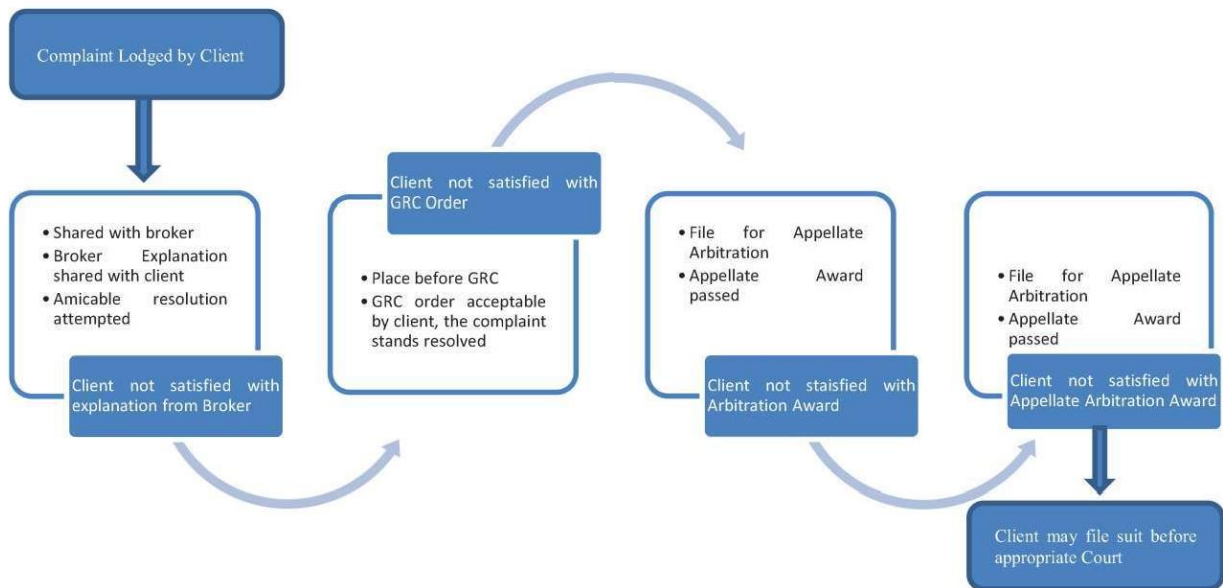 Complaint Lodged by Client
• Shared with broker
• Broker Explanation
shared with client
• Amicable resolution
attempted
Client not satisfied with
explanation from Broker
Client not satisfied with
GRC Order
• Place before GRC
• GRC order acceptable
by client, the complaint
stands resolved
• File for Appellate
Arbitration
• Appellate Award
passed
Client not staisfied with
Arbitration Award
• File for Appellate
Arbitration
• Appellate Award
passed
Client not satisfied with
Appellate Arbitration Award
Client may file suit before
appropriate Court